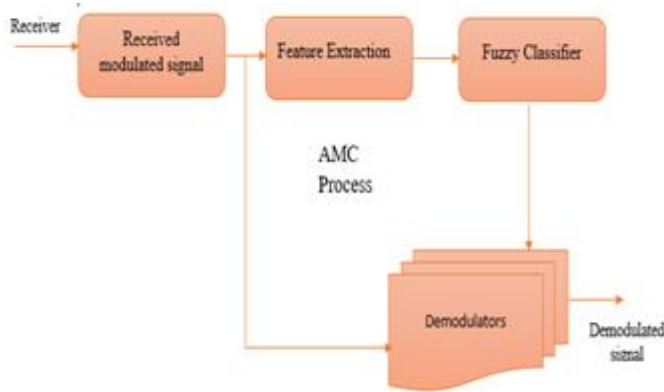 Receiver
Received
modulated signal
Feature Extraction
Fuzzy Classifier
AMC
Process
Demodulators
Demodulated
signal